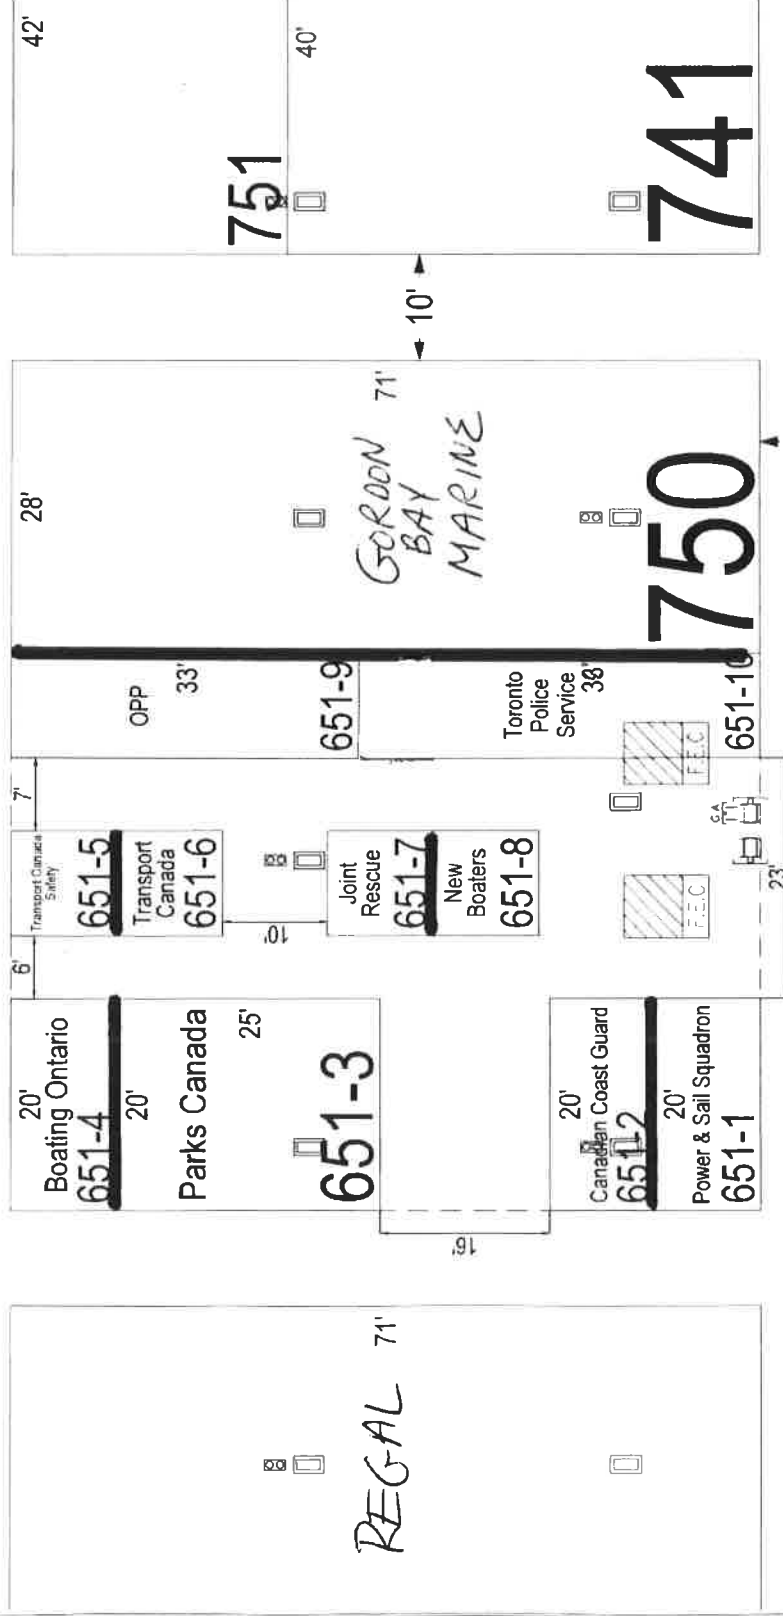 42'
751
40'
741
10'
28'
GORDON
BAY
MARINE
71'
750
OPP
33'
651-9
Toronto
Police
Service
38'
651-10
7'
Transport Canada
Safety
651-5
Transport
Canada
651-6
10'
Joint
Rescue
651-7
New
Boaters
651-8
F.E.C
F.E.C
GA
23'
6'
20'
Boating Ontario
651-4
20'
Parks Canada
25'
651-3
16'
20'
Canadian Coast Guard
651-2
20'
Power & Sail Squadron
651-1
REGAL
71'